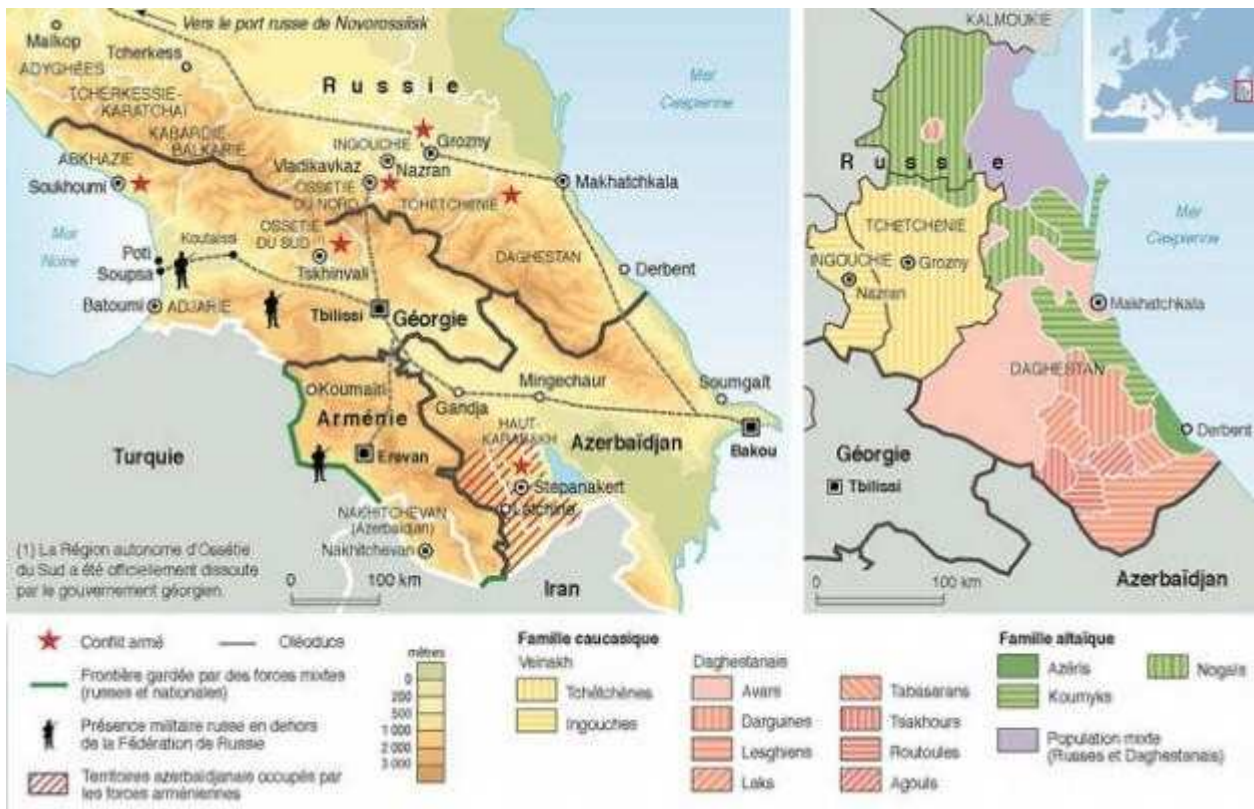 Vers le port russe de Novorossiisk
Maïkop
Tcherkess
ADYGHÉES
TCHERKESSIE-
KARATCHAÏ
KABARDIE-
BALKARIE
Russie
Mer
Caspienne
INGOUCHIE
Grozny
Vladikavkaz
Nazran
ABKHAZIE
Soukhoumi
OSSÉTIE
DU NORD
TCHÉTCHÉNIE
Makhatchkala
OSSÉTIE
DU SUD
Koutaïssi
Mer
Noire
Poti
Soupsa
Tskhinvali
DAGHESTAN
Derbent
Batoumi
ADJARIE
Tbilissi
Géorgie
Koumaïri
Mingechaur
Soumgaït
Gandja
Arménie
HAUT-
KARABAKH
Azerbaïdjan
Bakou
Turquie
Erevan
Stepanakert
Latchine
NAKHITCHEVAN
(Azerbaïdjan)
Nakhitchevan
(1) La Région autonome d'Ossétie
du Sud a été officiellement dissoute
par le gouvernement géorgien.
0 100 km
Iran
KALMOUKIE
Russie
TCHÉTCHÉNIE
Mer
Caspienne
INGOUCHIE
Grozny
Nazran
Makhatchkala
DAGHESTAN
Derbent
Géorgie
Tbilissi
0 100 km
Azerbaïdjan
Conflit armé
Oléoducs
Frontière gardée par des forces mixtes
(russes et nationales)
Présence militaire russe en dehors
de la Fédération de Russie
Territoires azerbaïdjanais occupés par
les forces arméniennes
mètres
0
200
500
1 000
2 000
3 000
Famille caucasique
Veinakh
Tchétchènes
Ingouches
Daghestanais
Avars
Darguines
Lesghiens
Laks
Tabasarans
Tsakhours
Routoules
Agouls
Famille altaïque
Azéris
Nogaïs
Koumyks
Population mixte
(Russes et Daghestanais)